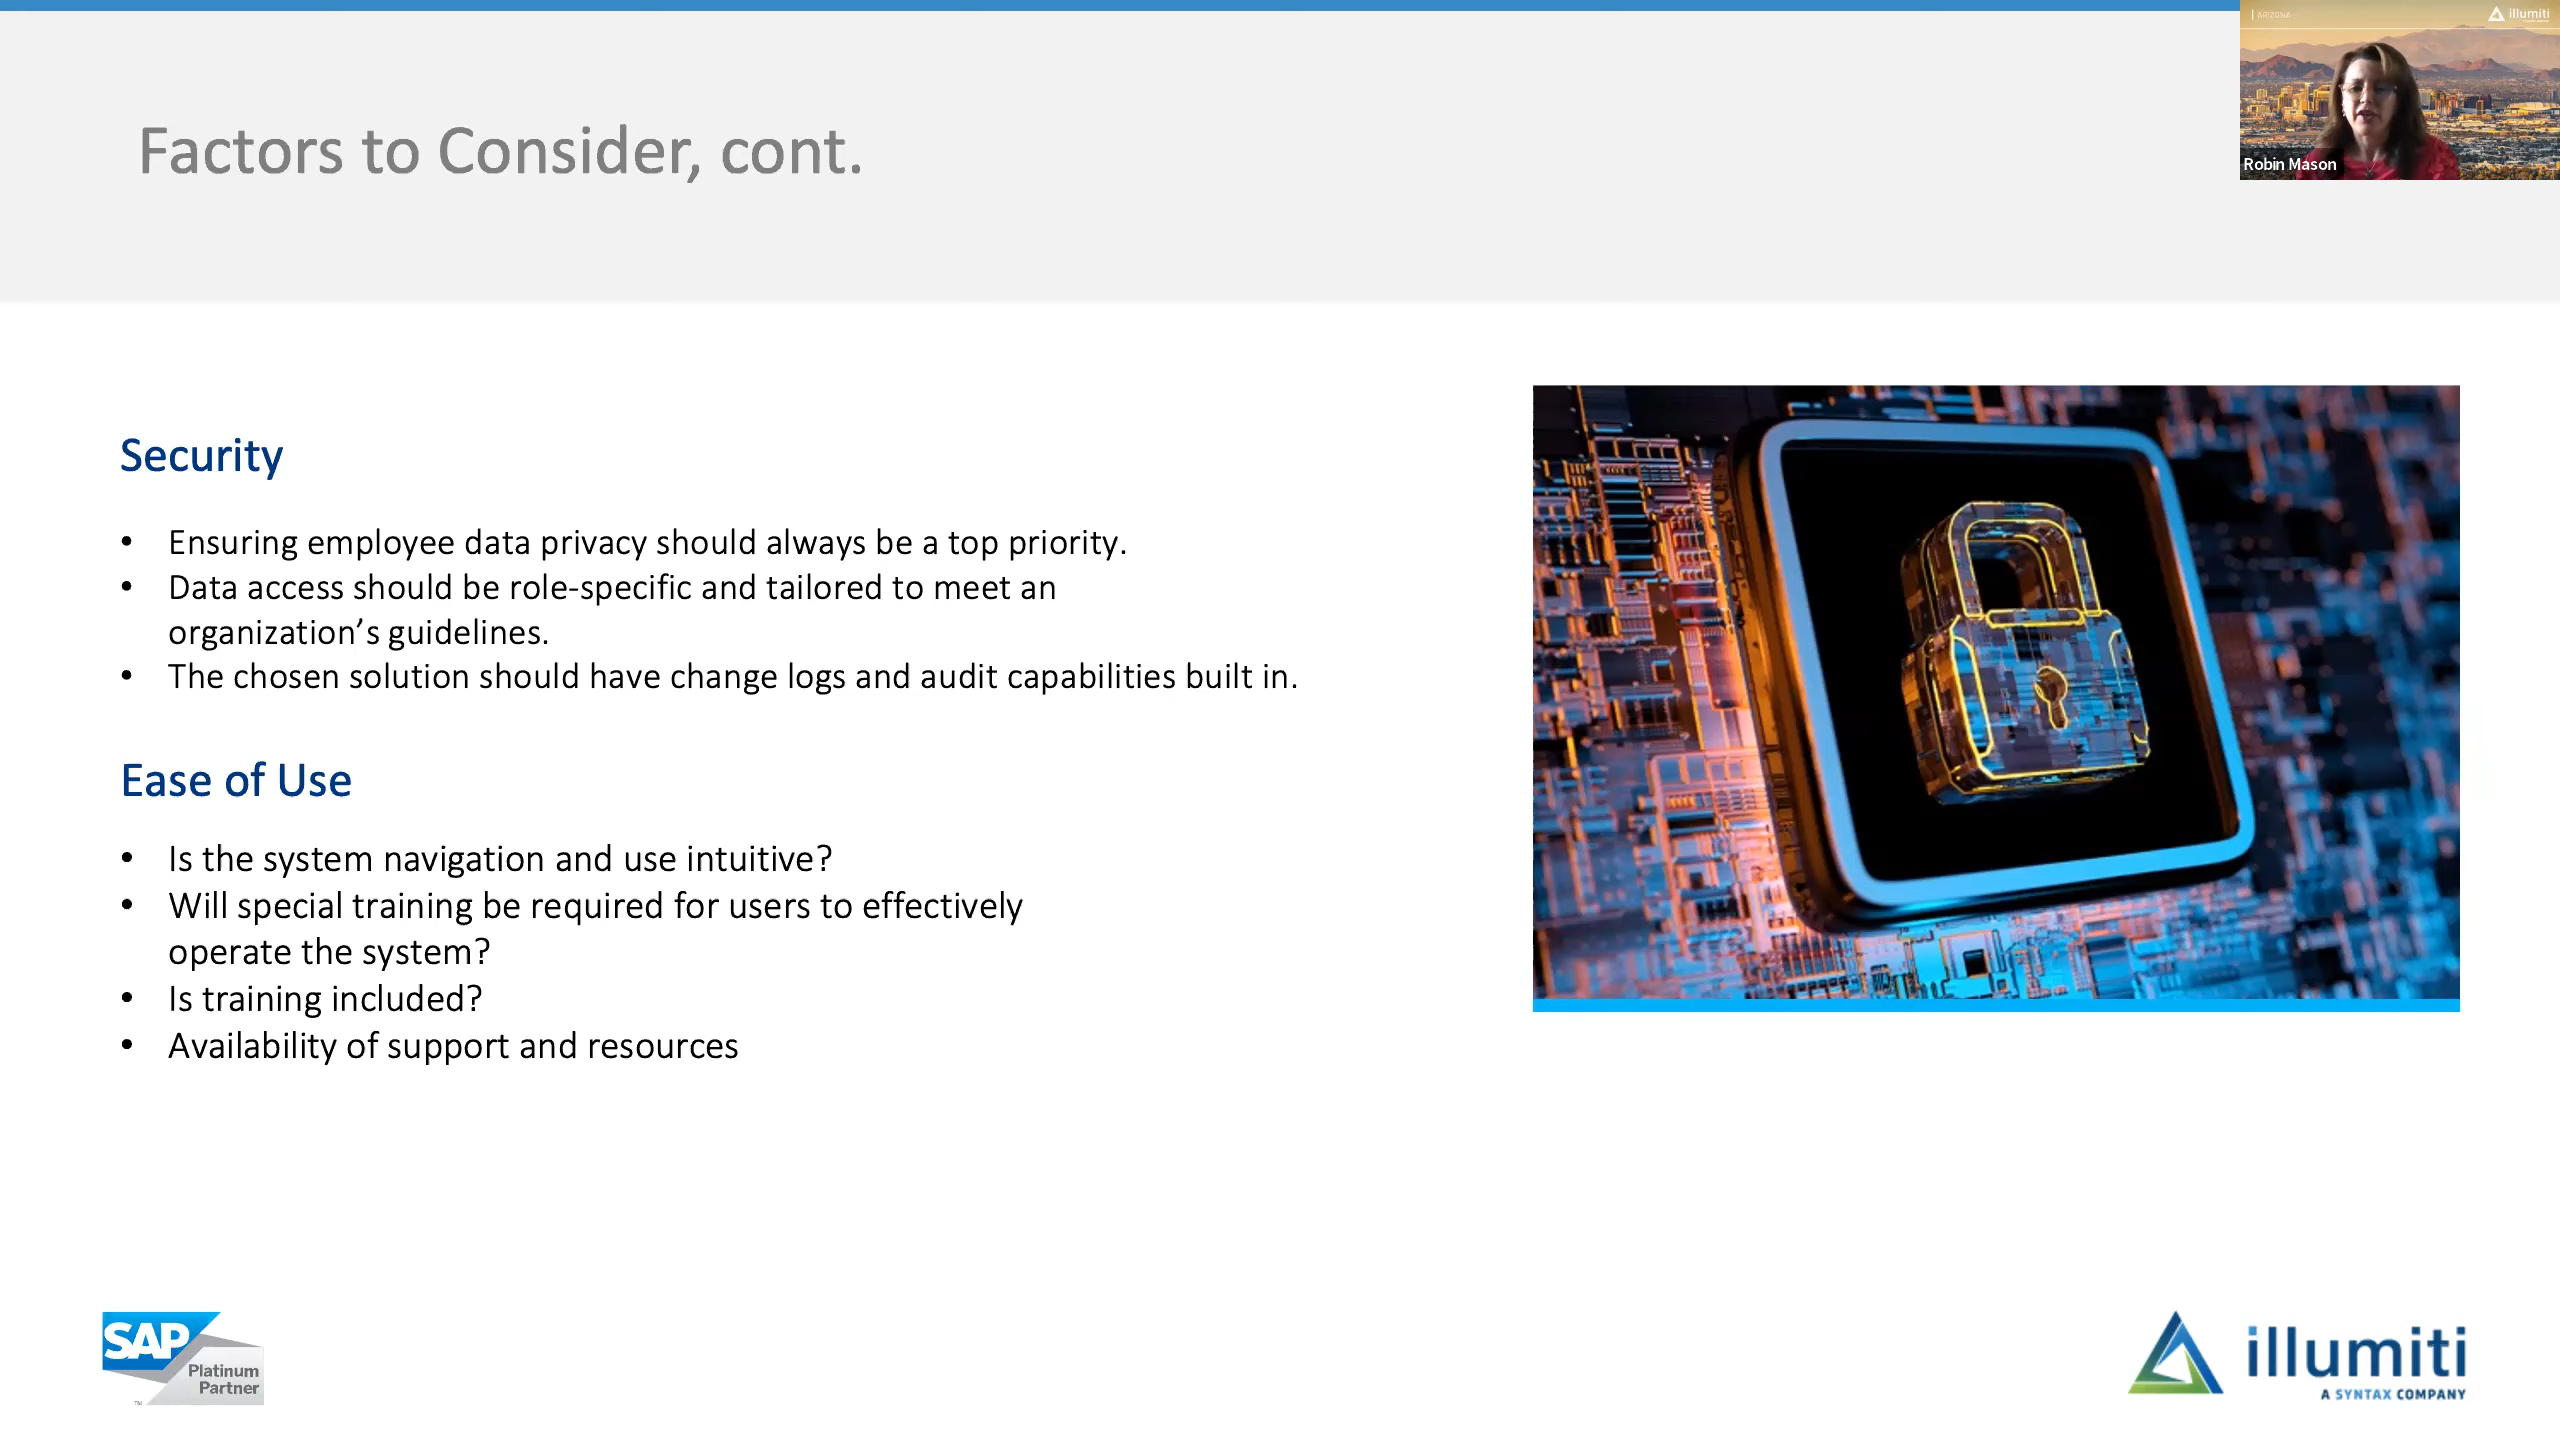 | ARIZONA
illumiti
Robin Mason
Factors to Consider, cont.
Security
• Ensuring employee data privacy should always be a top priority.
• Data access should be role-specific and tailored to meet an
organization’s guidelines.
• The chosen solution should have change logs and audit capabilities built in.
Ease of Use
• Is the system navigation and use intuitive?
• Will special training be required for users to effectively
operate the system?
• Is training included?
• Availability of support and resources
SAP
Platinum
Partner
TM
illumiti
A SYNTAX COMPANY